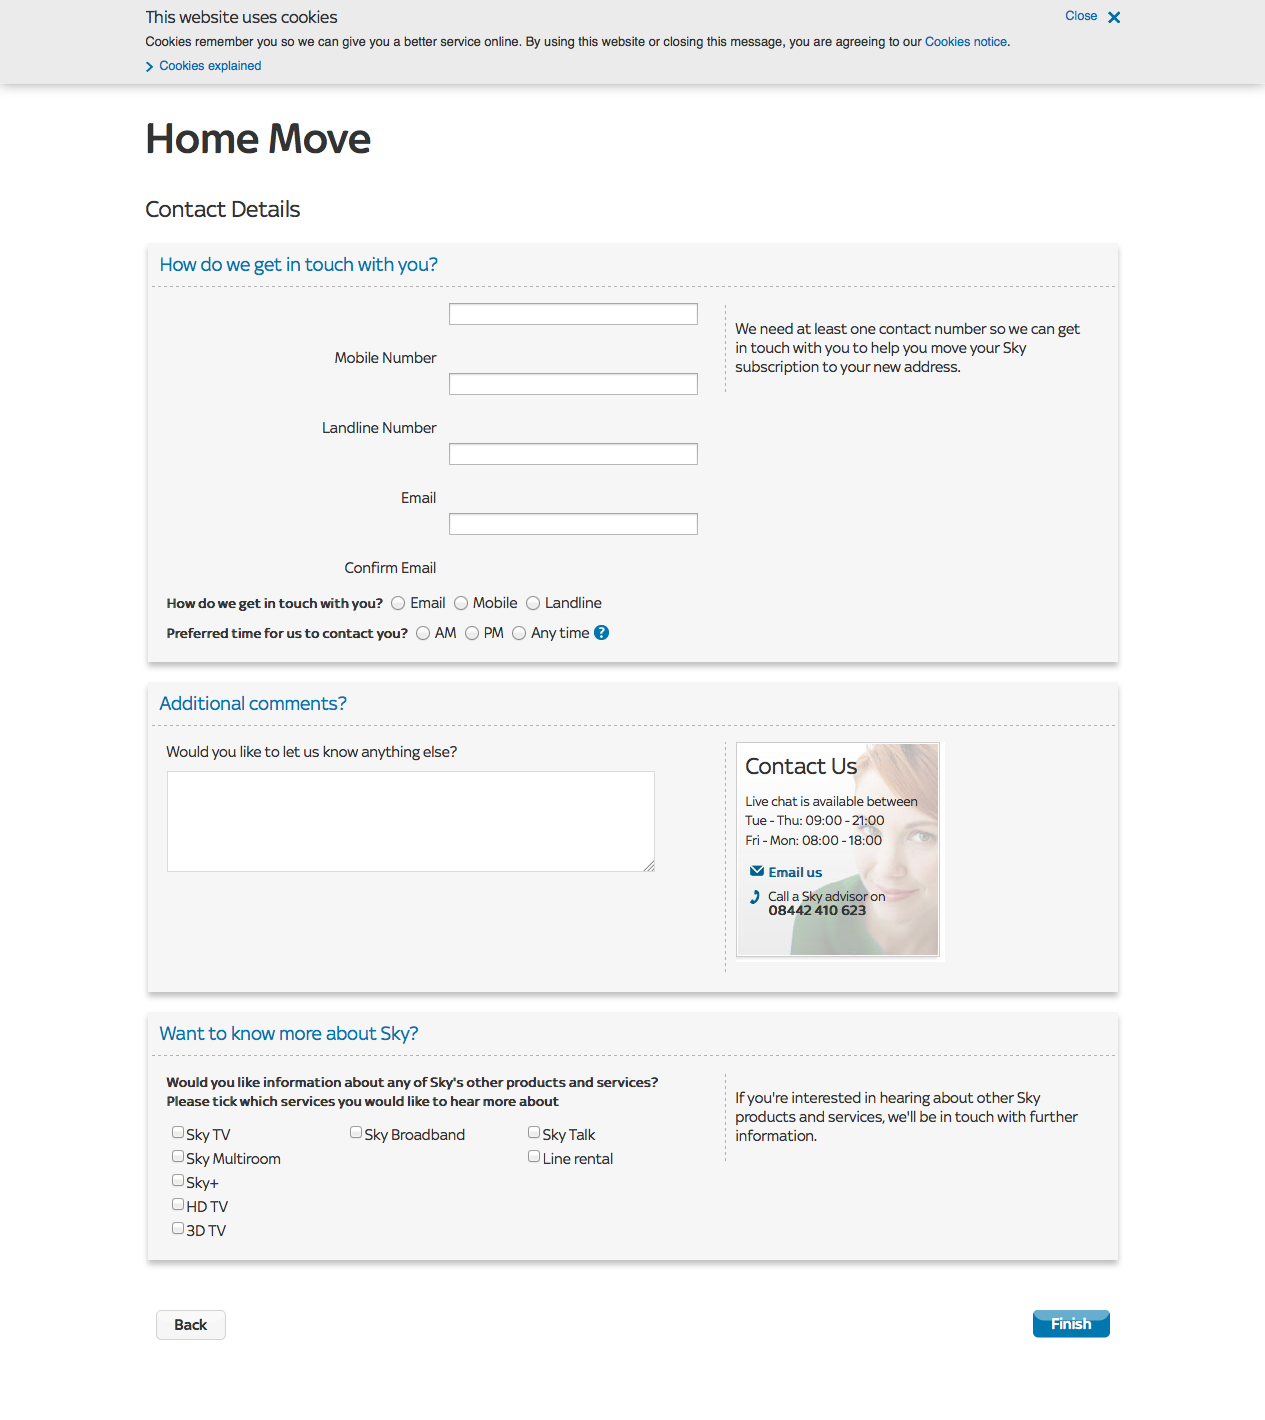 This website uses cookies
Close
Cookies remember you so we can give you a better service online. By using this website or closing this message, you are agreeing to our Cookies notice.
Cookies explained
Home Move
Contact Details
How do we get in touch with you?
We need at least one contact number so we can get
in touch with you to help you move your Sky
subscription to your new address.
Mobile Number
Landline Number
Email
Confirm Email
How do we get in touch with you? Email Mobile Landline
Preferred time for us to contact you? AM PM Any time ?
Additional comments?
Would you like to let us know anything else?
Contact Us
Live chat is available between
Tue - Thu: 09:00 - 21:00
Fri - Mon: 08:00 - 18:00
Email us
Call a Sky advisor on
08442 410 623
Want to know more about Sky?
Would you like information about any of Sky's other products and services?
Please tick which services you would like to hear more about
If you're interested in hearing about other Sky
products and services, we'll be in touch with further
information.
Sky TV Sky Broadband Sky Talk
Sky Multiroom Line rental
Sky+
HD TV
3D TV
Back Finish